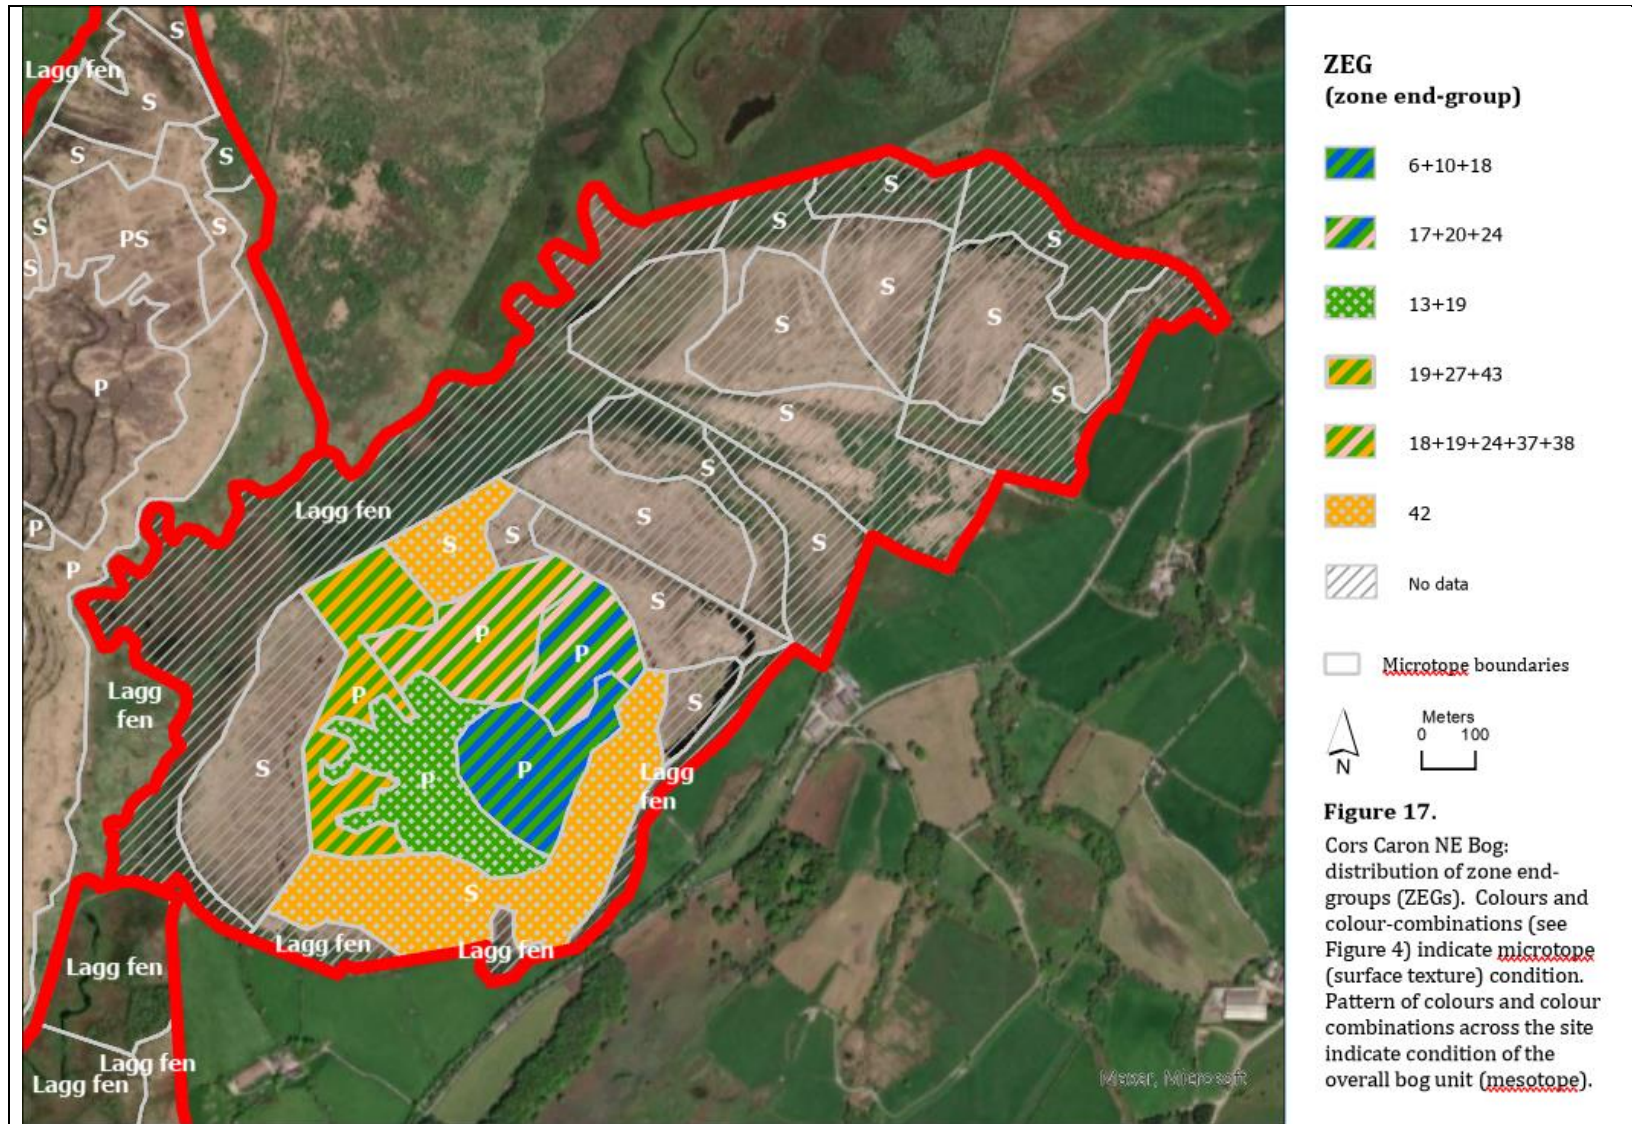 S
Lagg fen
S
S
S
S
PS
S
S
P
P
P
S
S
S
S
S
S
S
S
S
Lagg fen
S
S
S
S
S
P
P
S
Lagg
fen
P
S
S
P
P
Lagg
fen
S
Lagg fen
Lagg fen
Lagg fen
Lagg fen
Lagg fen
Maxar, Microsoft
ZEG
(zone end-group)
6+10+18
17+20+24
13+19
19+27+43
18+19+24+37+38
42
No data
Microtope boundaries
N
Meters
0 100
Figure 17.
Cors Caron NE Bog:
distribution of zone end-
groups (ZEGs). Colours and
colour-combinations (see
Figure 4) indicate microtope
(surface texture) condition.
Pattern of colours and colour
combinations across the site
indicate condition of the
overall bog unit (mesotope).